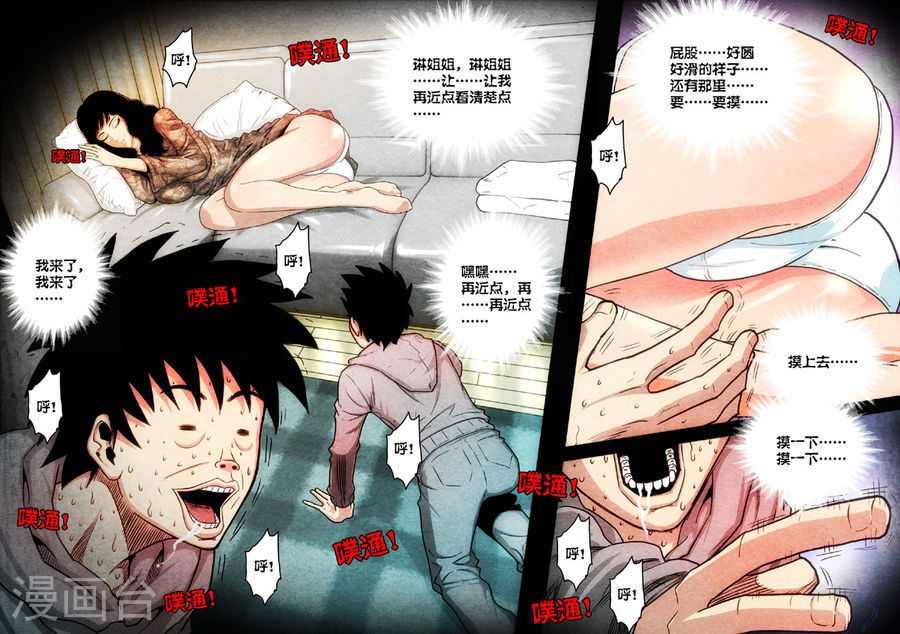 噗通！
呼！
琳姐姐，琳姐姐
……让……让我
再近点看清楚点
……
噗通！
呼！
我来了，
我来了
……
噗通！
呼！
嘿嘿……
再近点，再
……再近点
……
呼！
呼！
噗通！
噗通！
噗通！
呼！
噗通！
屁股……好圆
好滑的样子……
还有那里……
要……要摸……
呼！
摸上去……
摸一下……
摸一下……
噗通！
呼！
呼！
噗通！
漫画台